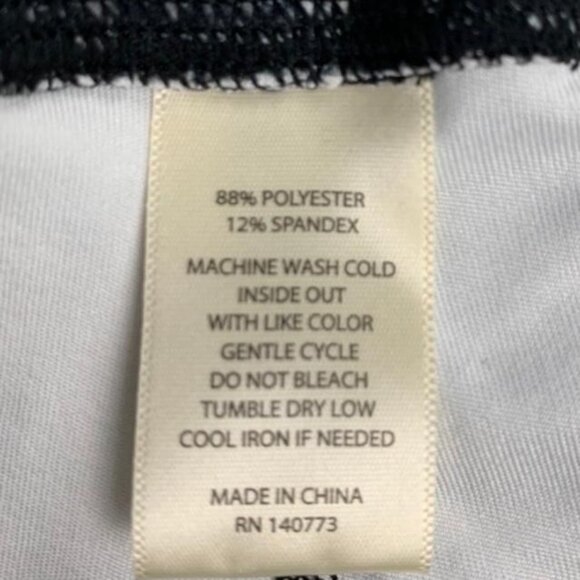 88% POLYESTER
12% SPANDEX
MACHINE WASH COLD
INSIDE OUT
WITH LIKE COLOR
GENTLE CYCLE
DO NOT BLEACH
TUMBLE DRY LOW
COOL IRON IF NEEDED
MADE IN CHINA
RN 140773